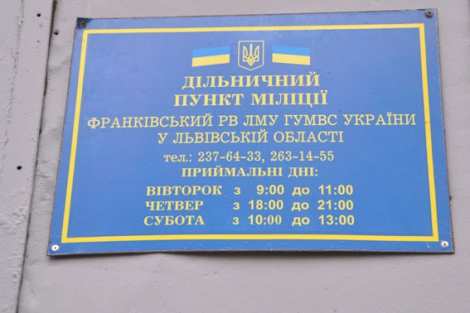 ДІЛЬНИЧНИЙ
ПУНКТ МІЛІЦІЇ
ФРАНКІВСЬКИЙ РВ ЛМУ ГУМВС УКРАЇНИ
У ЛЬВІВСЬКІЙ ОБЛАСТІ
тел.: 237-64-33, 263-14-55
ПРИЙМАЛЬНІ ДНІ:
ВІВТОРОК з 9:00 до 11:00
ЧЕТВЕР з 18:00 до 21:00
СУБОТА з 10:00 до 13:00